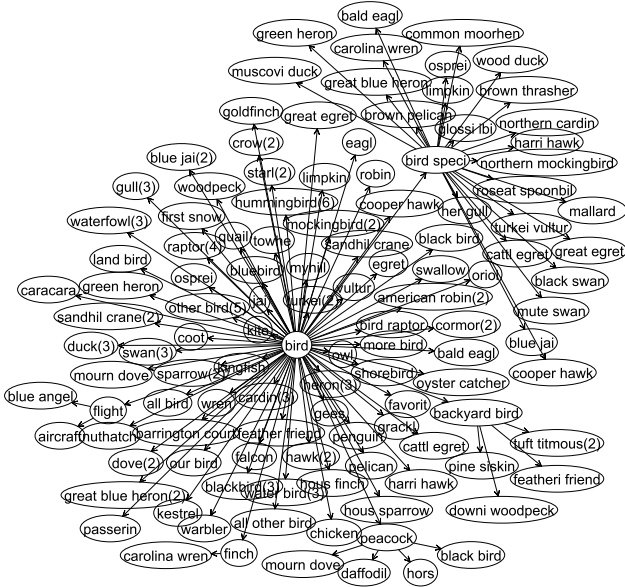 bald eagl
green heron
common moorhen
carolina wren
osprei
wood duck
muscovi duck
great blue heron
limpkin
brown thrasher
goldfinch
great egret
brown pelican
glossi ibi
northern cardin
crow(2)
eagl
harri hawk
blue jai(2)
bird speci
northern mockingbird
starl(2)
limpkin
robin
gull(3)
woodpeck
roseat spoonbil
hummingbird(6)
cooper hawk
her gull
mallard
waterfowl(3)
first snow
mockingbird(2)
turkei vultur
quail
towhe
black bird
raptor(4)
sandhil crane
cattl egret
great egret
land bird
bluebird
myhil
egret
swallow
oriol
osprei
black swan
caracara
green heron
vultur
other bird(5)
jai
turkei(2)
american robin(2)
mute swan
sandhil crane(2)
kite
bird raptor
cormor(2)
coot
bird
more bird
blue jai
duck(3)
swan(3)
owl
bald eagl
mourn dove
sparrow(2)
kingfish
shorebird
cooper hawk
heron(3)
oyster catcher
blue angel
flight
all bird
wren
cardin(3)
favorit
backyard bird
gees
grackl
aircraft
nuthatch
barrington court
feather friend
penguin
cattl egret
tuft titmous(2)
dove(2)
our bird
falcon
hawk(2)
pelican
pine siskin
featheri friend
great blue heron(2)
blackbird(3)
water bird(3)
hous finch
harri hawk
downi woodpeck
passerin
kestrel
warbler
all other bird
hous sparrow
chicken
peacock
carolina wren
finch
black bird
mourn dove
daffodil
hors